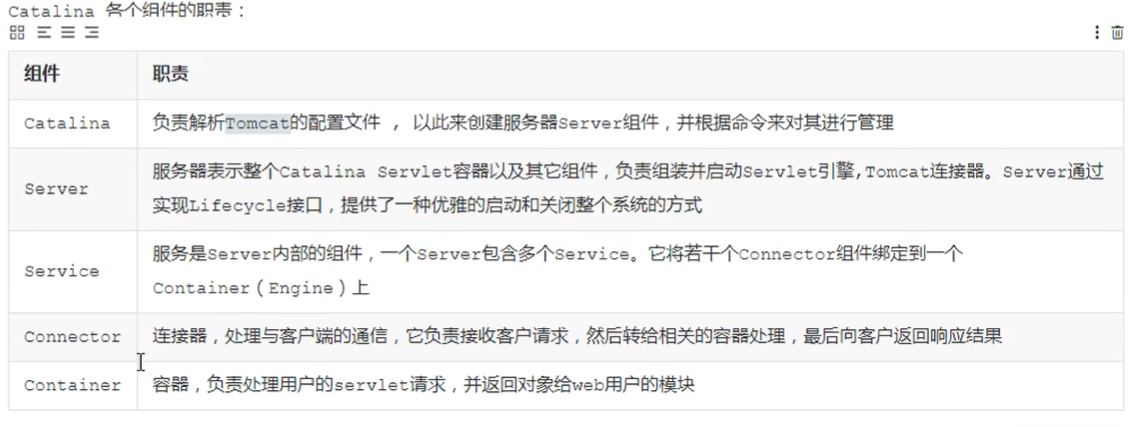 Catalina 各个组件的职责：
组件 职责
Catalina 负责解析Tomcat的配置文件 , 以此来创建服务器Server组件，并根据命令来对其进行管理
Server 服务器表示整个Catalina Servlet容器以及其它组件，负责组装并启动Servlet引擎,Tomcat连接器。Server通过
实现Lifecycle接口，提供了一种优雅的启动和关闭整个系统的方式
Service 服务是Server内部的组件，一个Server包含多个Service。它将若干个Connector组件绑定到一个
Container（Engine）上
Connector 连接器，处理与客户端的通信，它负责接收客户请求，然后转给相关的容器处理，最后向客户返回响应结果
Container 容器，负责处理用户的servlet请求，并返回对象给web用户的模块